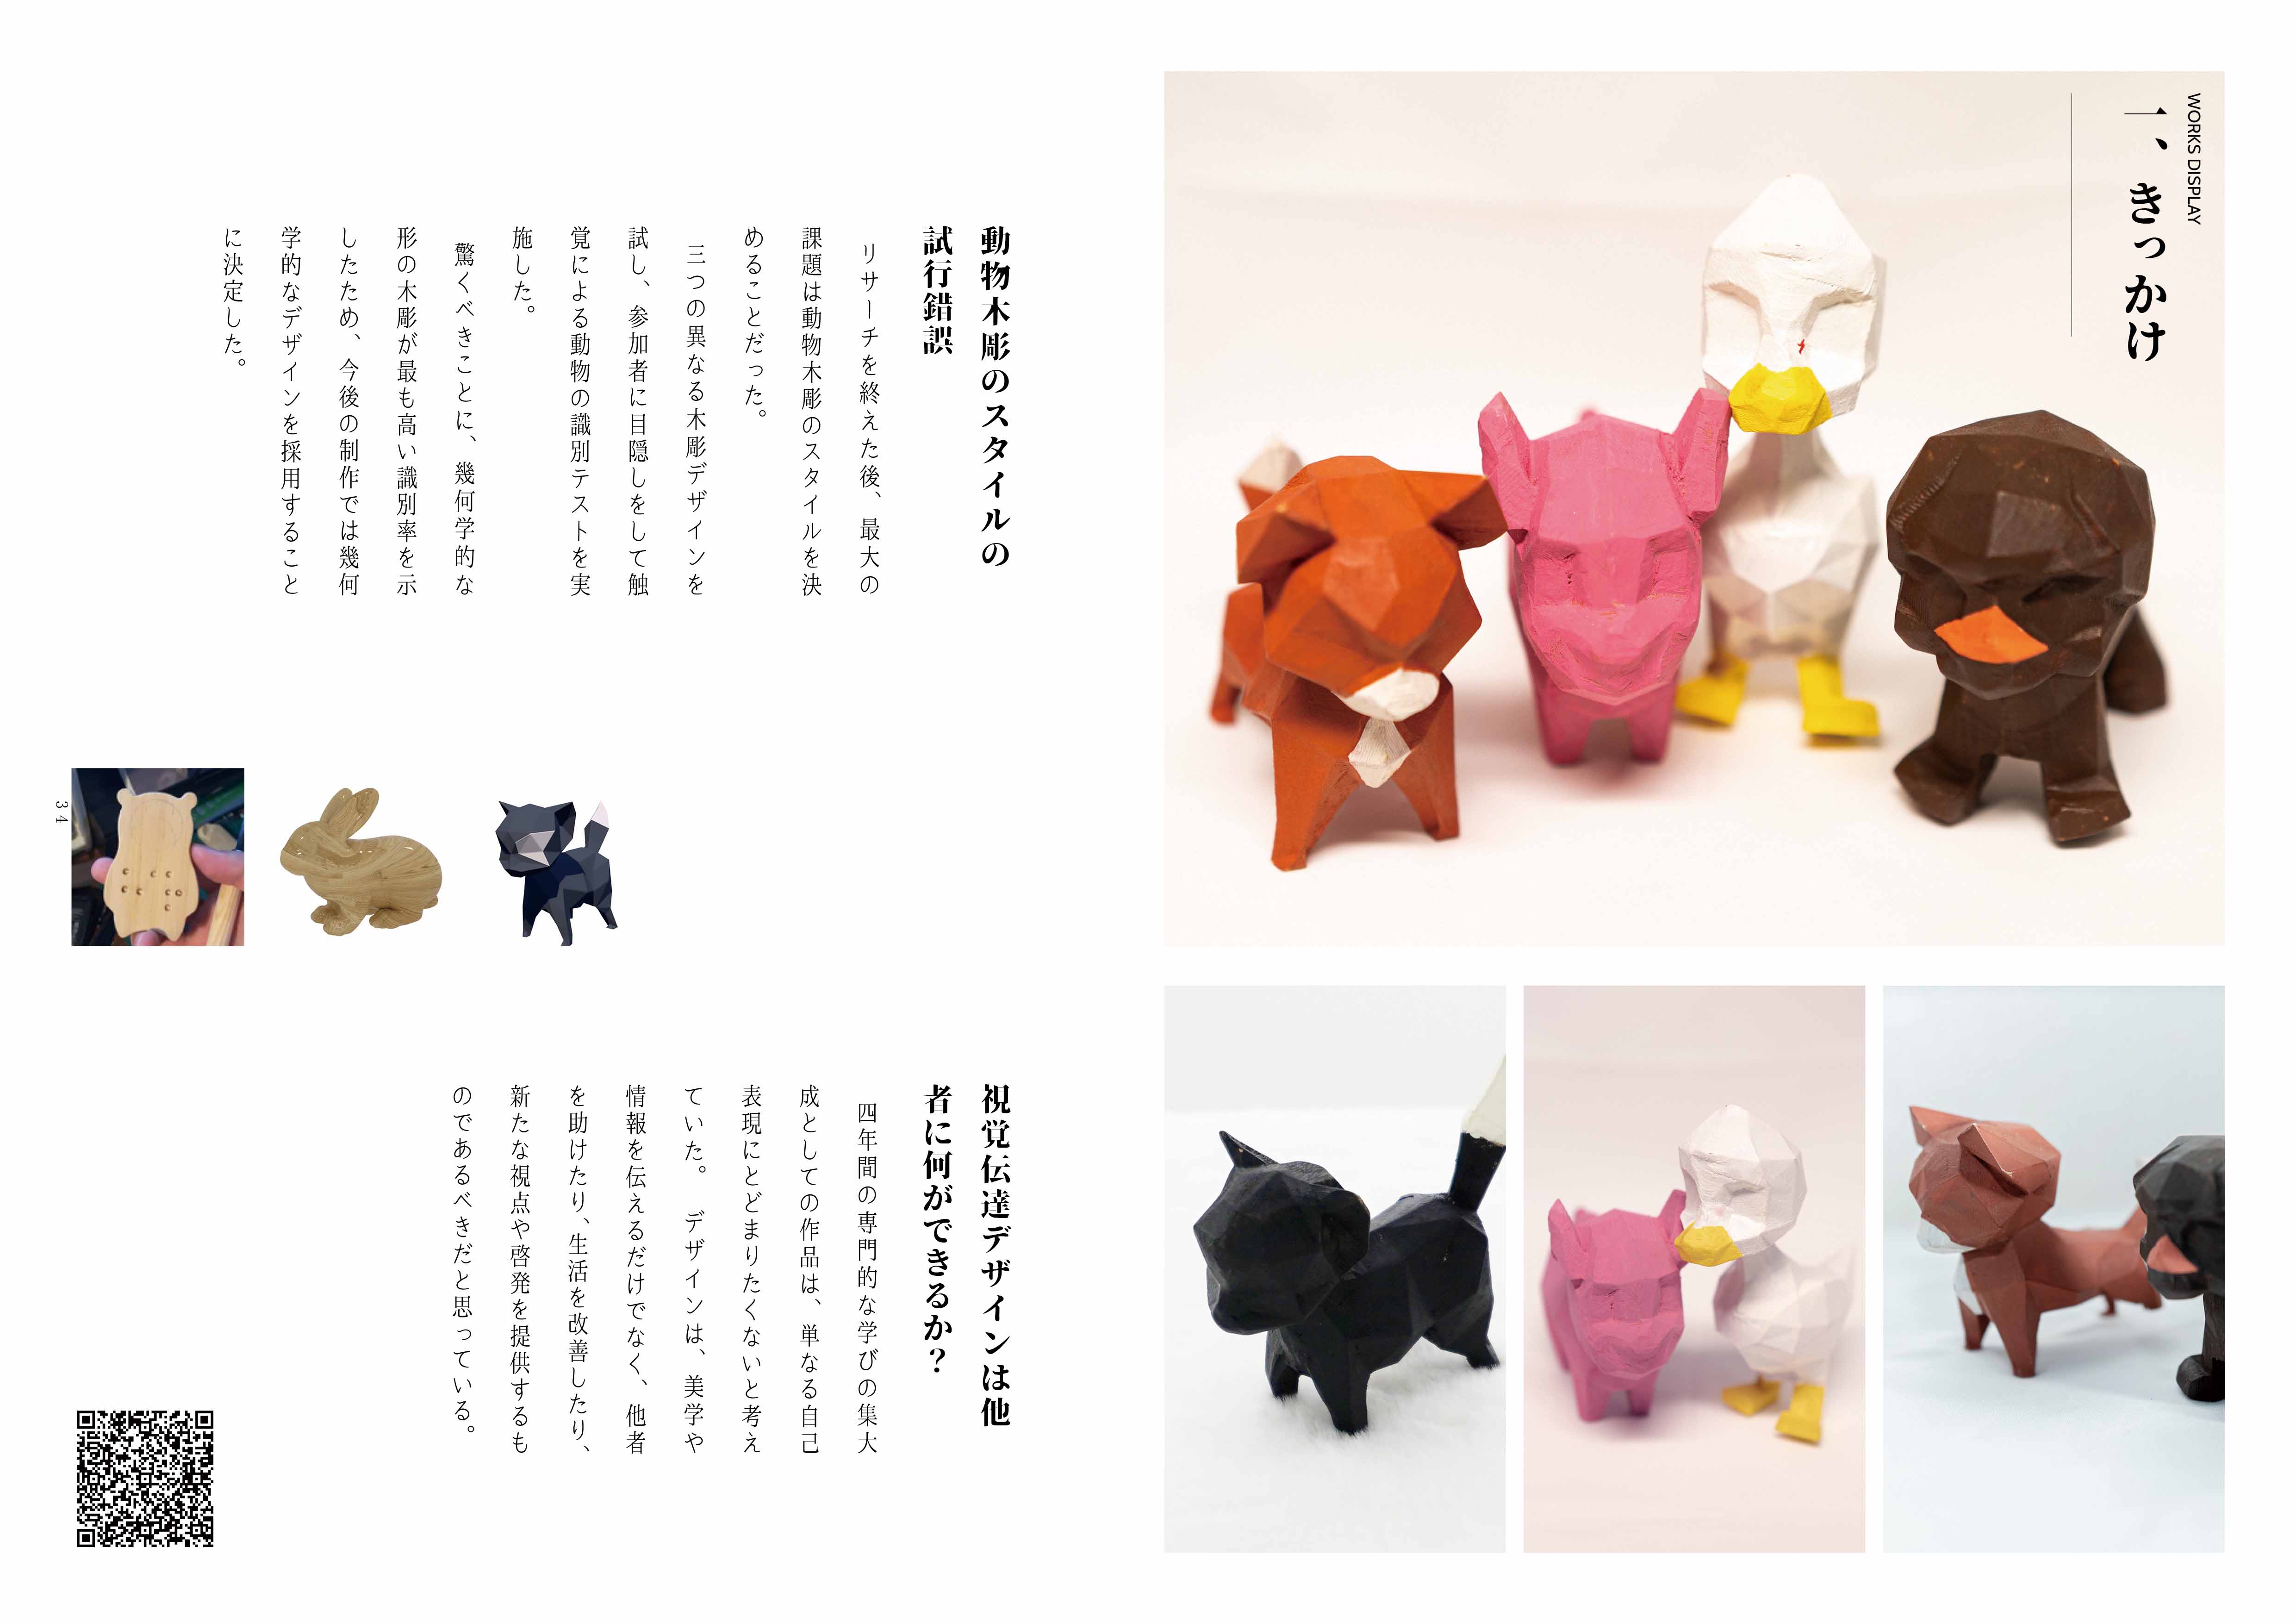 WORKS DISPLAY
一、きっかけ
動物木彫のスタイルの
試行錯誤
リサーチを終えた後、最大の
課題は動物木彫のスタイルを決
めることだった。
三つの異なる木彫デザインを
試し、参加者に目隠しをして触
覚による動物の識別テストを実
施した。
驚くべきことに、幾何学的な
形の木彫が最も高い識別率を示
したため、今後の制作では幾何
学的なデザインを採用すること
に決定した。
視覚伝達デザインは他
者に何ができるか？
四年間の専門的な学びの集大
成としての作品は、単なる自己
表現にとどまりたくないと考え
ていた。 デザインは、美学や
情報を伝えるだけでなく、他者
を助けたり、生活を改善したり、
新たな視点や啓発を提供するも
のであるべきだと思っている。
34